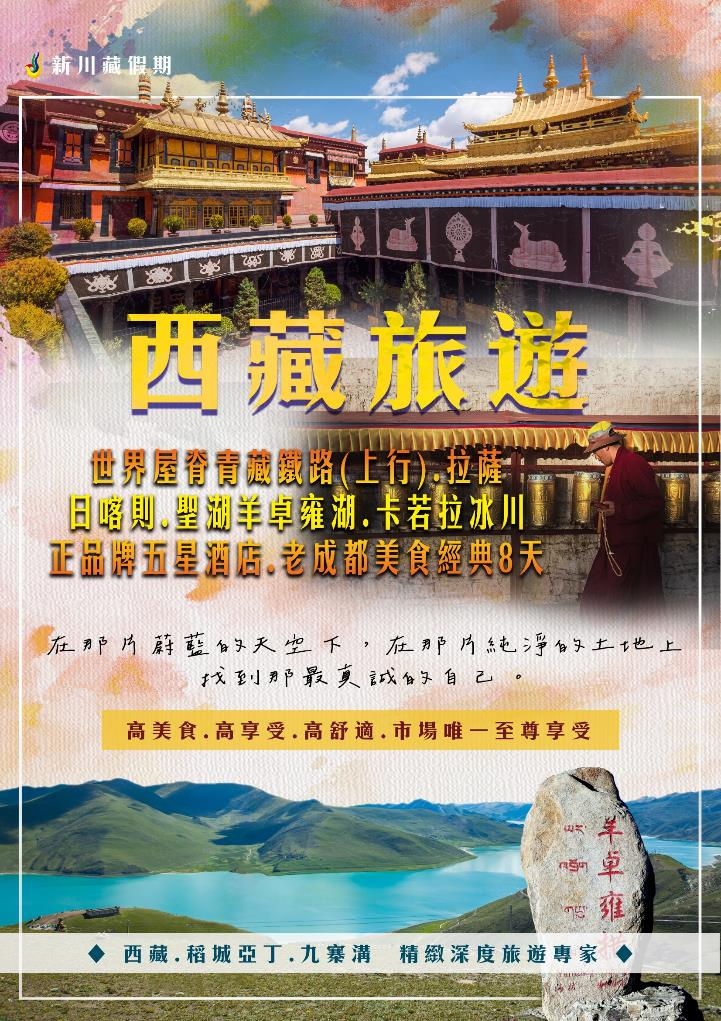 新川藏假期
西藏旅遊
世界屋脊青藏鐵路(上行).拉薩
日喀則.聖湖羊卓雍湖.卡若拉冰川
正品牌五星酒店.老成都美食經典8天
在那片蔚藍的天空下，在那片純淨的土地上
找到那最真誠的自己。
高美食.高享受.高舒適.市場唯一至尊享受
羊卓雍
◆ 西藏.稻城亞丁.九寨溝 精緻深度旅遊專家 ◆